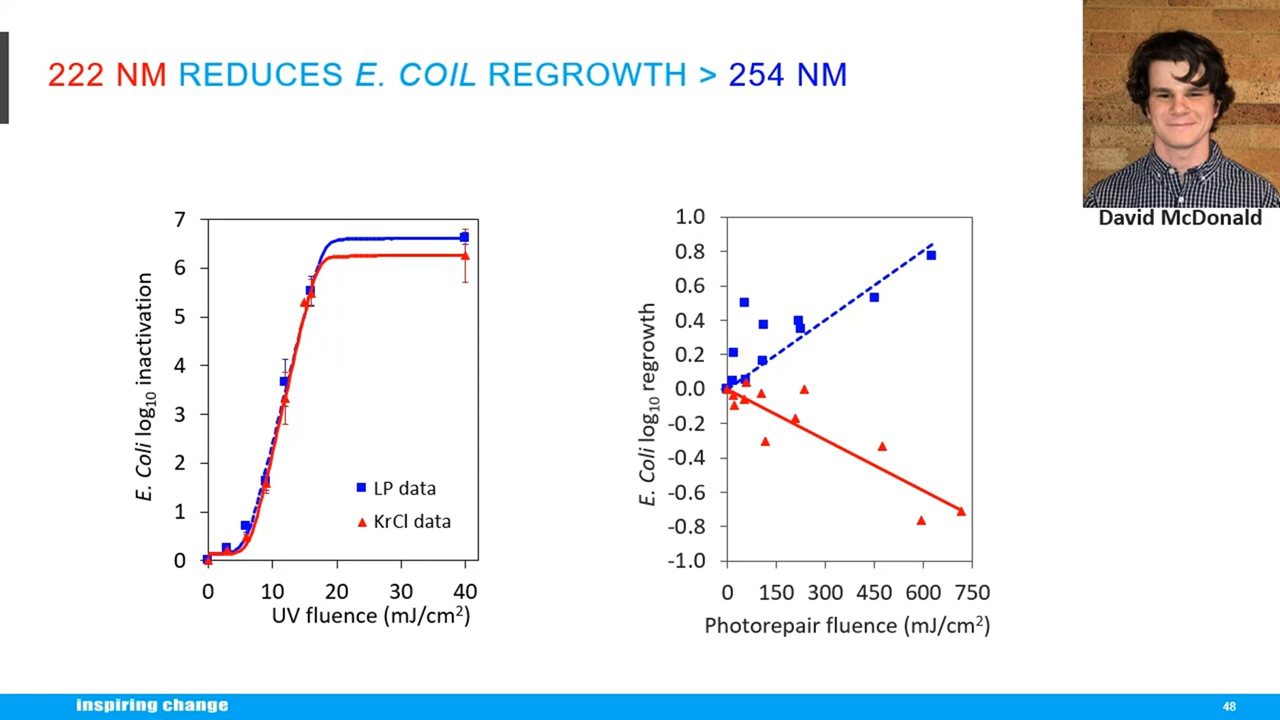 222 NM REDUCES E. COIL REGROWTH > 254 NM
David McDonald
7
6
5
4
3
2
1
0
E. Coli log10 inactivation
LP data
KrCl data
0 10 20 30 40
UV fluence (mJ/cm²)
1.0
0.8
0.6
0.4
0.2
0.0
-0.2
-0.4
-0.6
-0.8
-1.0
E. Coli log10 regrowth
0 150 300 450 600 750
Photorepair fluence (mJ/cm²)
inspiring change
48